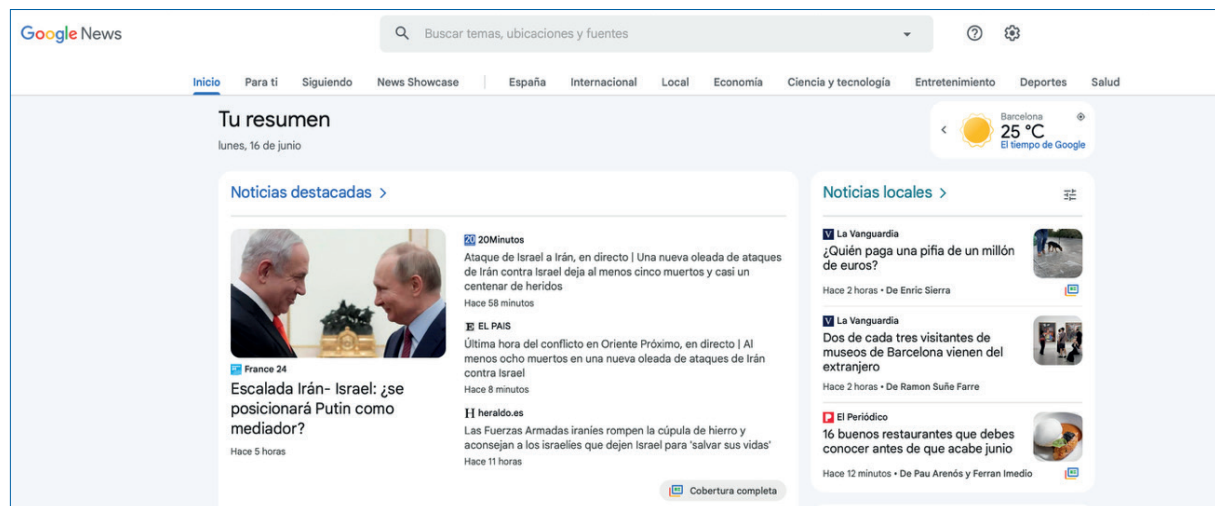 Google News
Buscar temas, ubicaciones y fuentes
Inicio Para ti Siguiendo News Showcase España Internacional Local Economía Ciencia y tecnología Entretenimiento Deportes Salud
Tu resumen
lunes, 16 de junio
Barcelona
25 °C
El tiempo de Google
Noticias destacadas >
France 24
Escalada Irán- Israel: ¿se
posicionará Putin como
mediador?
Hace 5 horas
20 20Minutos
Ataque de Israel a Irán, en directo | Una nueva oleada de ataques
de Irán contra Israel deja al menos cinco muertos y casi un
centenar de heridos
Hace 58 minutos
E EL PAIS
Última hora del conflicto en Oriente Próximo, en directo | Al
menos ocho muertos en una nueva oleada de ataques de Irán
contra Israel
Hace 8 minutos
H heraldo.es
Las Fuerzas Armadas iraníes rompen la cúpula de hierro y
aconsejan a los israelíes que dejen Israel para 'salvar sus vidas'
Hace 11 horas
Cobertura completa
Noticias locales >
V La Vanguardia
¿Quién paga una pifia de un millón
de euros?
Hace 2 horas • De Enric Sierra
V La Vanguardia
Dos de cada tres visitantes de
museos de Barcelona vienen del
extranjero
Hace 2 horas • De Ramon Suñe Farre
El Periódico
16 buenos restaurantes que debes
conocer antes de que acabe junio
Hace 12 minutos • De Pau Arenós y Ferran Imedio